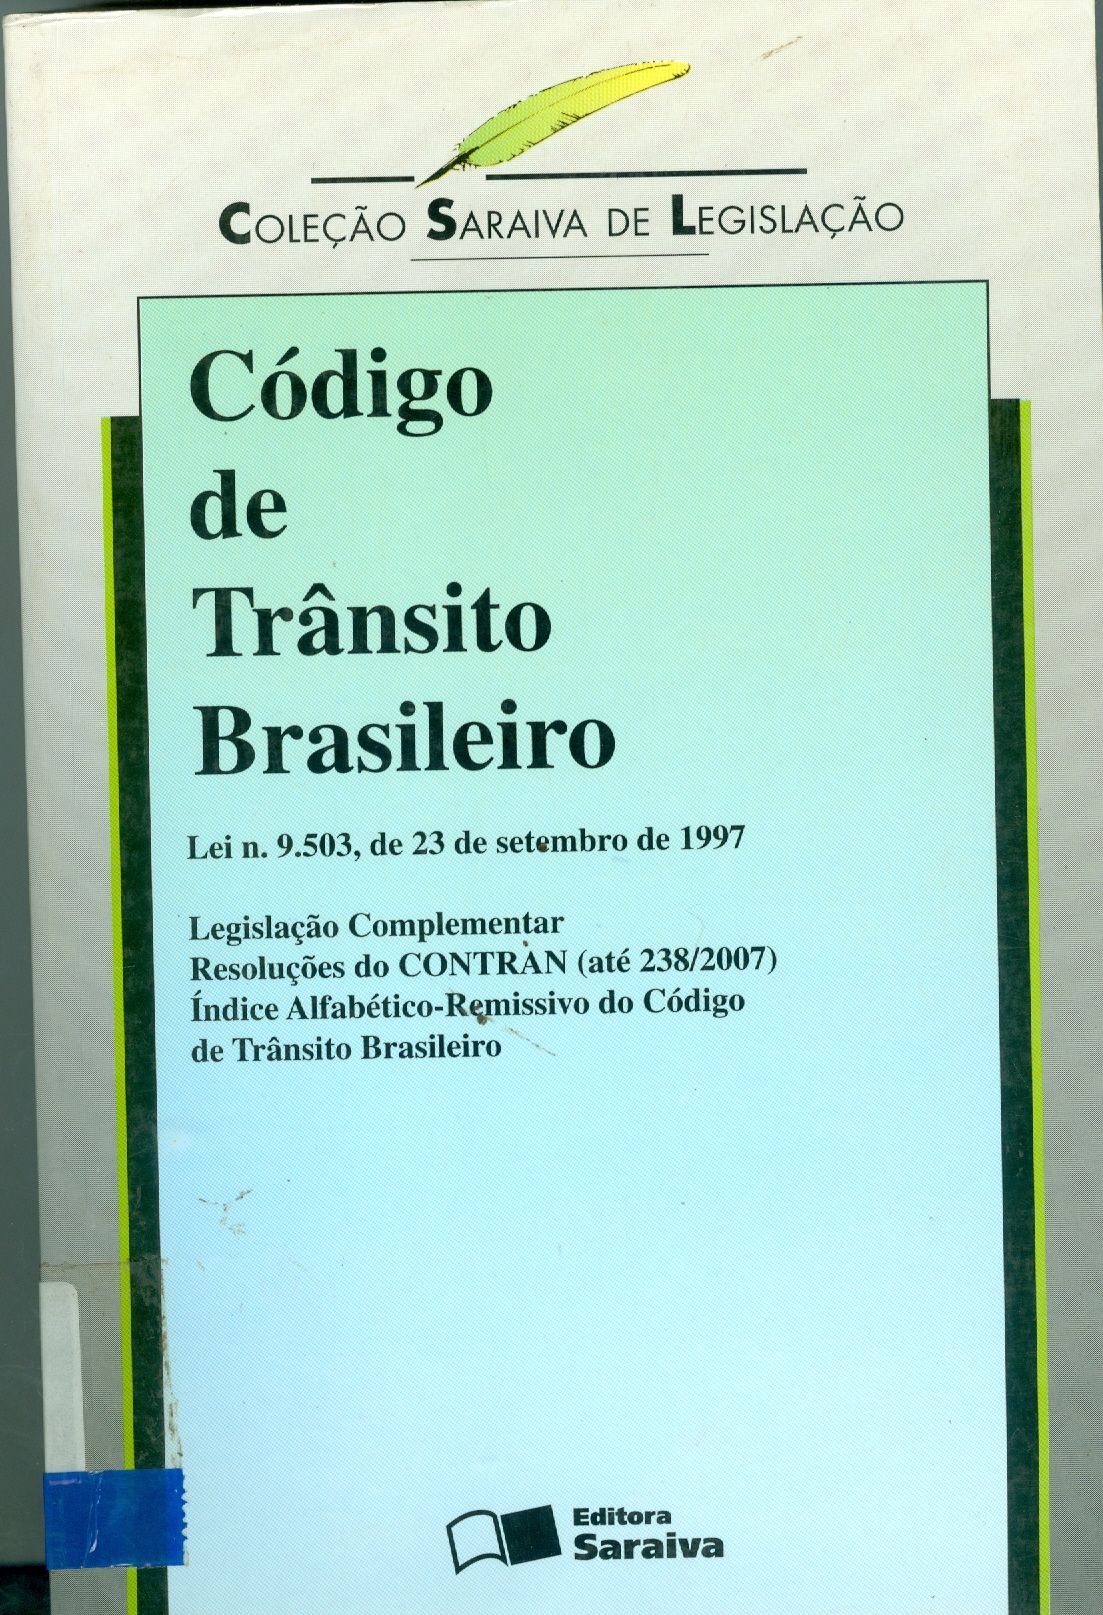 COLEÇÃO SARAIVA DE LEGISLAÇÃO
Código
de
Trânsito
Brasileiro
Lei n. 9.503, de 23 de setembro de 1997
Legislação Complementar
Resoluções do CONTRAN (até 238/2007)
Índice Alfabético-Remissivo do Código
de Trânsito Brasileiro
Editora
Saraiva